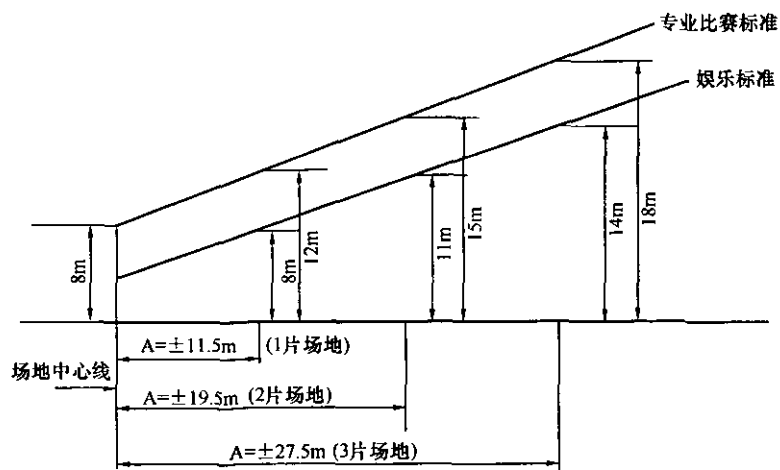 专业比赛标准
娱乐标准
8m
8m
12m
11m
15m
14m
18m
A=±11.5m (1片场地)
场地中心线
A=±19.5m (2片场地)
A=±27.5m (3片场地)